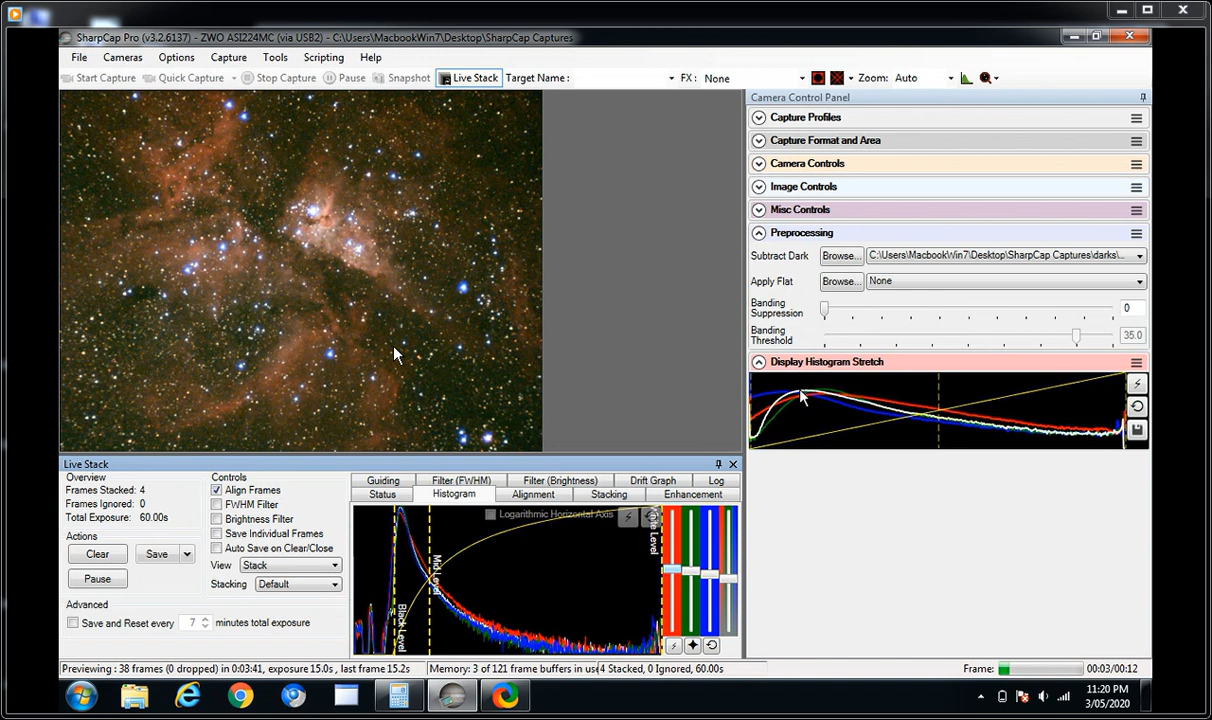 SharpCap Pro (v3.2.6137) - ZWO ASI224MC (via USB2) - C:\Users\MacbookWin7\Desktop\SharpCap Captures
File Cameras Options Capture Tools Scripting Help
Start Capture Quick Capture Stop Capture Pause Snapshot Live Stack Target Name : FX : None Zoom: Auto
Camera Control Panel
Capture Profiles
Capture Format and Area
Camera Controls
Image Controls
Misc Controls
Preprocessing
Subtract Dark Browse... C:\Users\MacbookWin7\Desktop\SharpCap Captures\darks\...
Apply Flat Browse... None
Banding Suppression 0
Banding Threshold 35.0
Display Histogram Stretch
Live Stack
Overview
Frames Stacked: 4
Frames Ignored: 0
Total Exposure: 60.00s
Actions
Clear Save
Pause
Controls
Align Frames
FWHM Filter
Brightness Filter
Save Individual Frames
Auto Save on Clear/Close
View Stack
Stacking Default
Advanced
Save and Reset every 7 minutes total exposure
Guiding Filter (FWHM) Filter (Brightness) Drift Graph Log
Status Histogram Alignment Stacking Enhancement
Logarithmic Horizontal Axis
Black Level
Mid Level
White Level
Previewing : 38 frames (0 dropped) in 0:03:41, exposure 15.0s , last frame 15.2s Memory: 3 of 121 frame buffers in use 4 Stacked, 0 Ignored, 60.00s Frame: 00:03/00:12
11:20 PM
3/05/2020